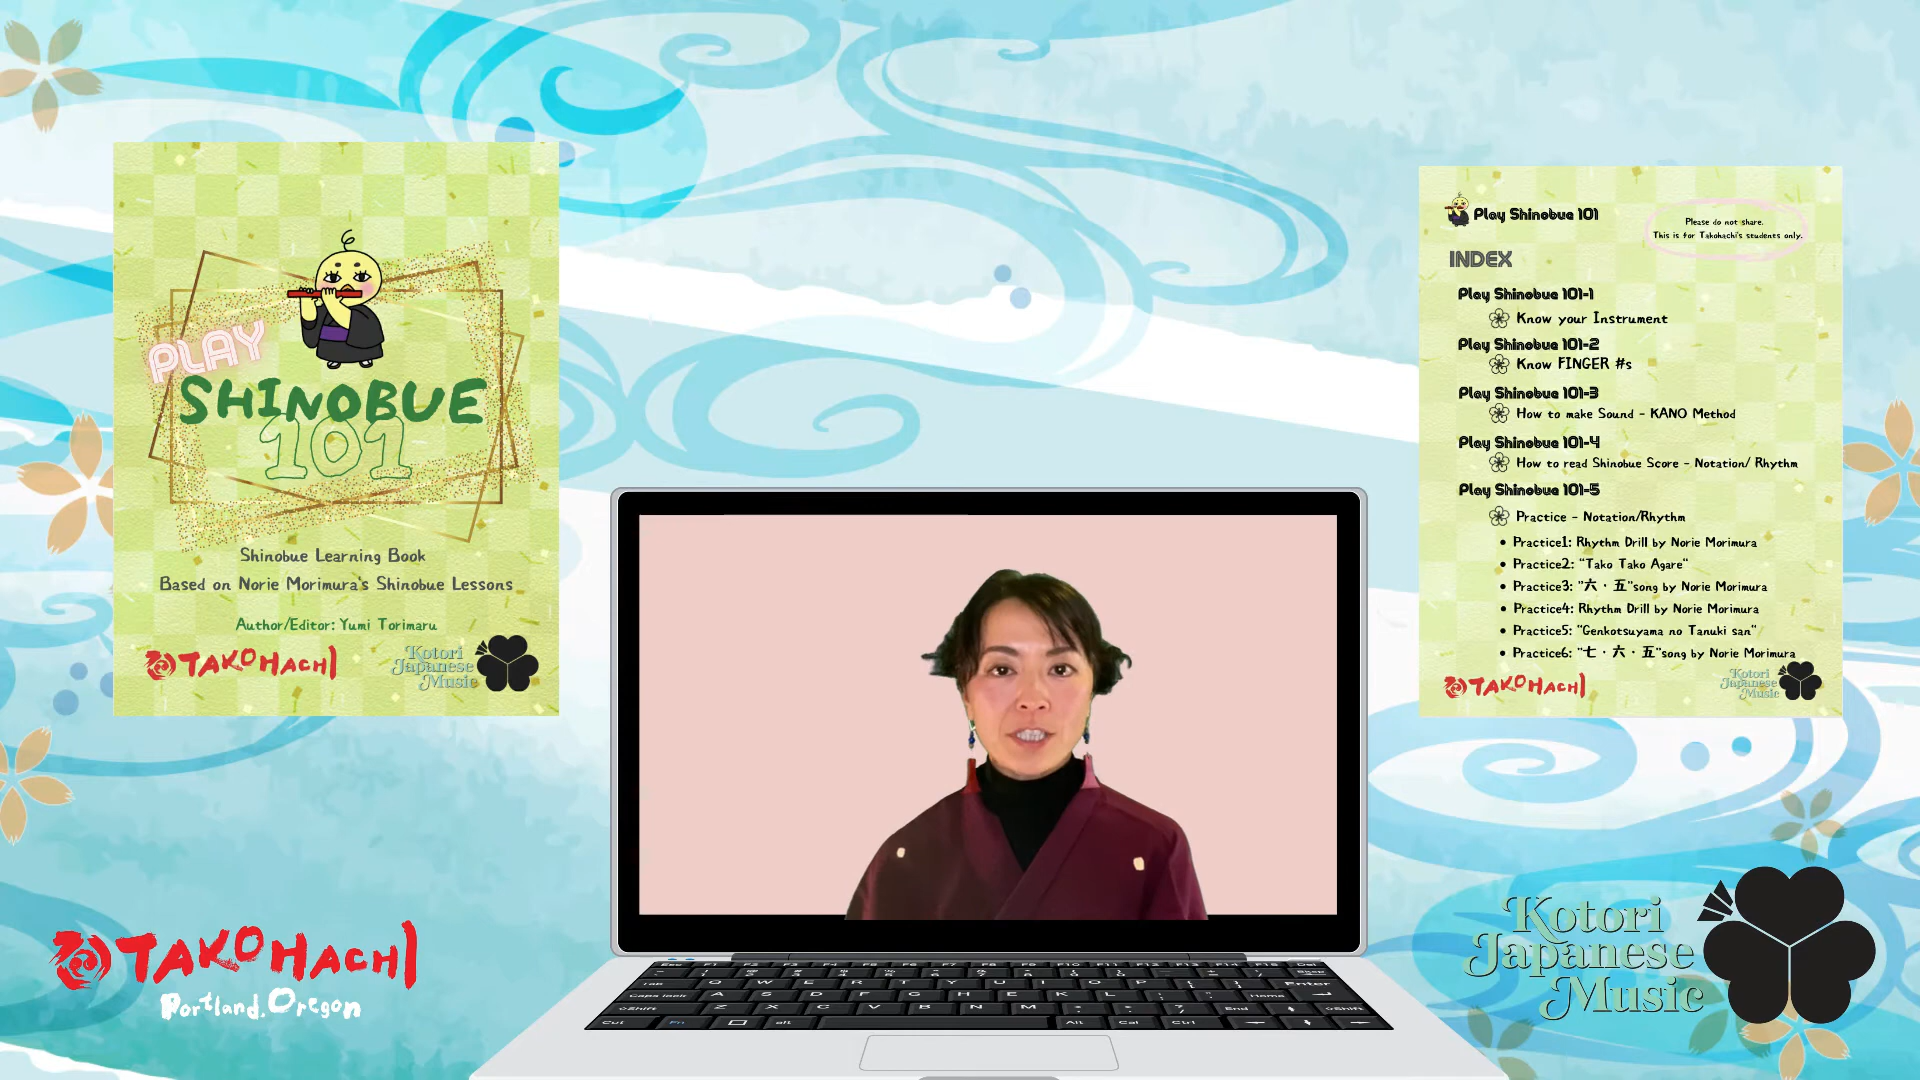 PLAY
SHINOBUE
101
Shinobue Learning Book
Based on Norie Morimura's Shinobue Lessons
Author/Editor: Yumi Torimaru
TAKOHACHI
Kotori
Japanese
Music
Play Shinobue 101
Please do not share.
This is for Takohachi's students only.
INDEX
Play Shinobue 101-1
Know your Instrument
Play Shinobue 101-2
Know FINGER #s
Play Shinobue 101-3
How to make Sound - KANO Method
Play Shinobue 101-4
How to read Shinobue Score - Notation/ Rhythm
Play Shinobue 101-5
Practice - Notation/Rhythm
• Practice1: Rhythm Drill by Norie Morimura
• Practice2: "Tako Tako Agare"
• Practice3: "六・五"song by Norie Morimura
• Practice4: Rhythm Drill by Norie Morimura
• Practice5: "Genkotsuyama no Tanuki san"
• Practice6: "七・六・五"song by Norie Morimura
TAKOHACHI
Kotori
Japanese
Music
TAKOHACHI
Portland, Oregon
Kotori
Japanese
Music